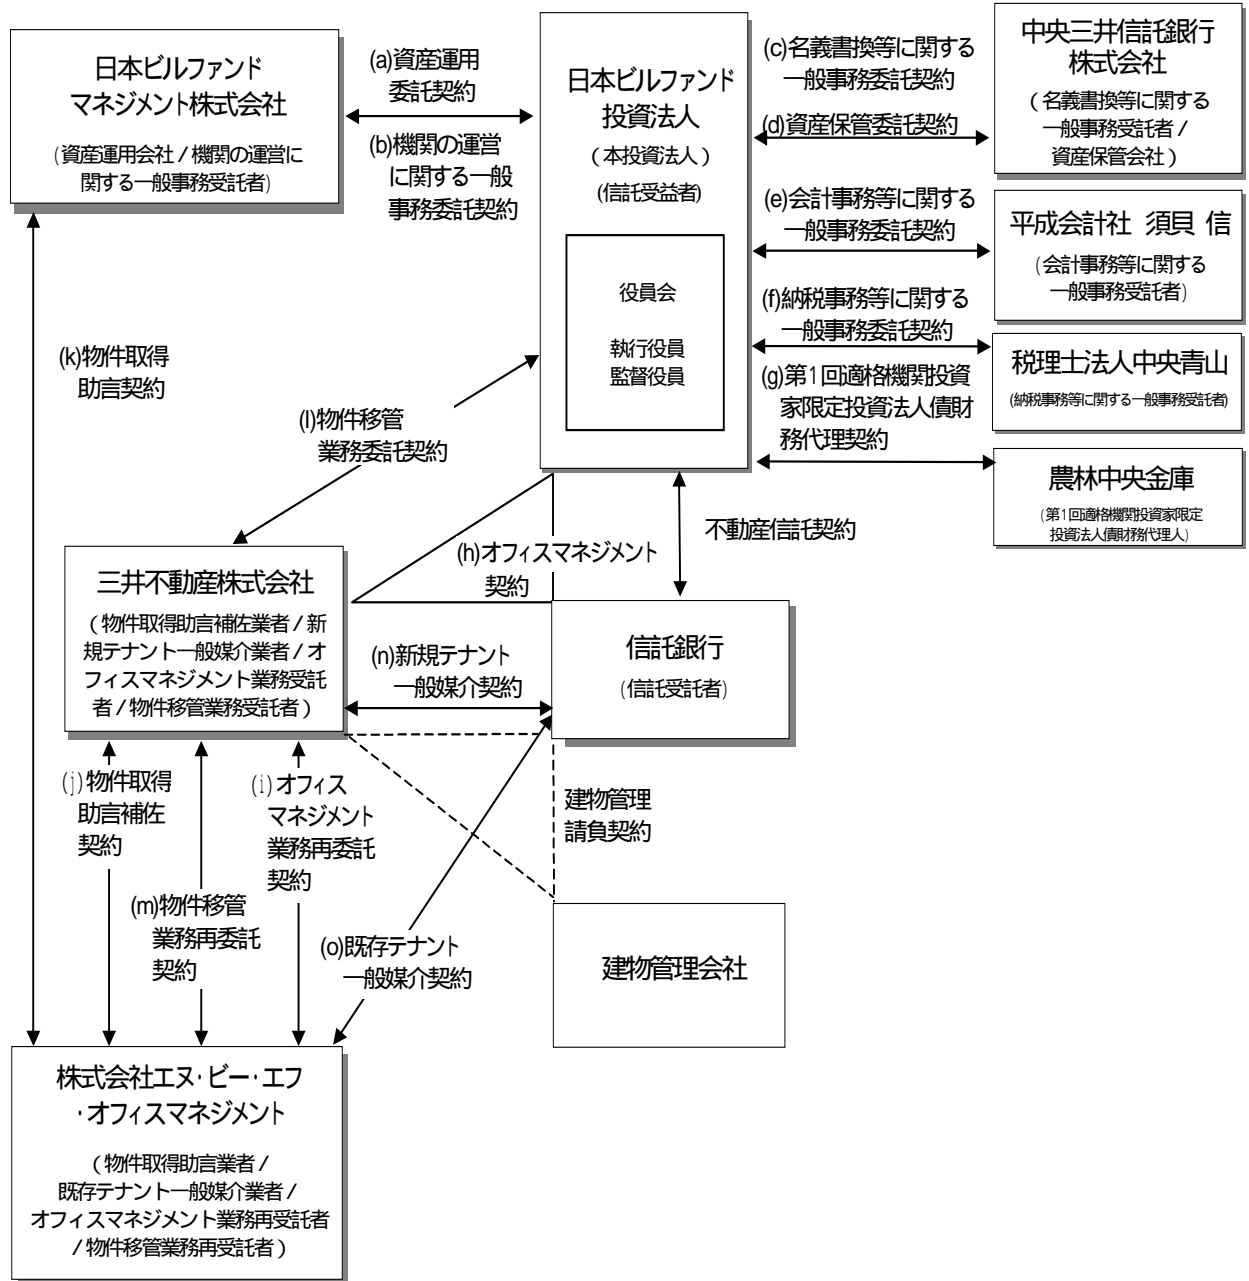 日本ビルファンド
マネジメント株式会社
(資産運用会社/機関の運営に
関する一般事務受託者)
(a)資産運用
委託契約
(b)機関の運営
に関する一般
事務委託契約
日本ビルファンド
投資法人
(本投資法人)
(信託受益者)
役員会
執行役員
監督役員
(c)名義書換等に関する
一般事務委託契約
(d)資産保管委託契約
中央三井信託銀行
株式会社
(名義書換等に関する
一般事務受託者/
資産保管会社)
(e)会計事務等に関する
一般事務委託契約
平成会計社 須貝 信
(会計事務等に関する
一般事務受託者)
(f)納税事務等に関する
一般事務委託契約
税理士法人中央青山
(納税事務等に関する一般事務受託者)
(g)第1回適格機関投資
家限定投資法人債財
務代理契約
農林中央金庫
(第1回適格機関投資家限定
投資法人債財務代理人)
(k)物件取得
助言契約
(l)物件移管
業務委託契約
(h)オフィスマネジメント
契約
不動産信託契約
三井不動産株式会社
(物件取得助言補佐業者/新
規テナント一般媒介業者/オ
フィスマネジメント業務受託
者/物件移管業務受託者)
(n)新規テナント
一般媒介契約
信託銀行
(信託受託者)
(j)物件取得
助言補佐
契約
(i)オフィス
マネジメント
業務再委託
契約
(m)物件移管
業務再委託
契約
建物管理
請負契約
(o)既存テナント
一般媒介契約
建物管理会社
株式会社エヌ・ビー・エフ
・オフィスマネジメント
(物件取得助言業者/
既存テナント一般媒介業者/
オフィスマネジメント業務再受託者
/物件移管業務再受託者)